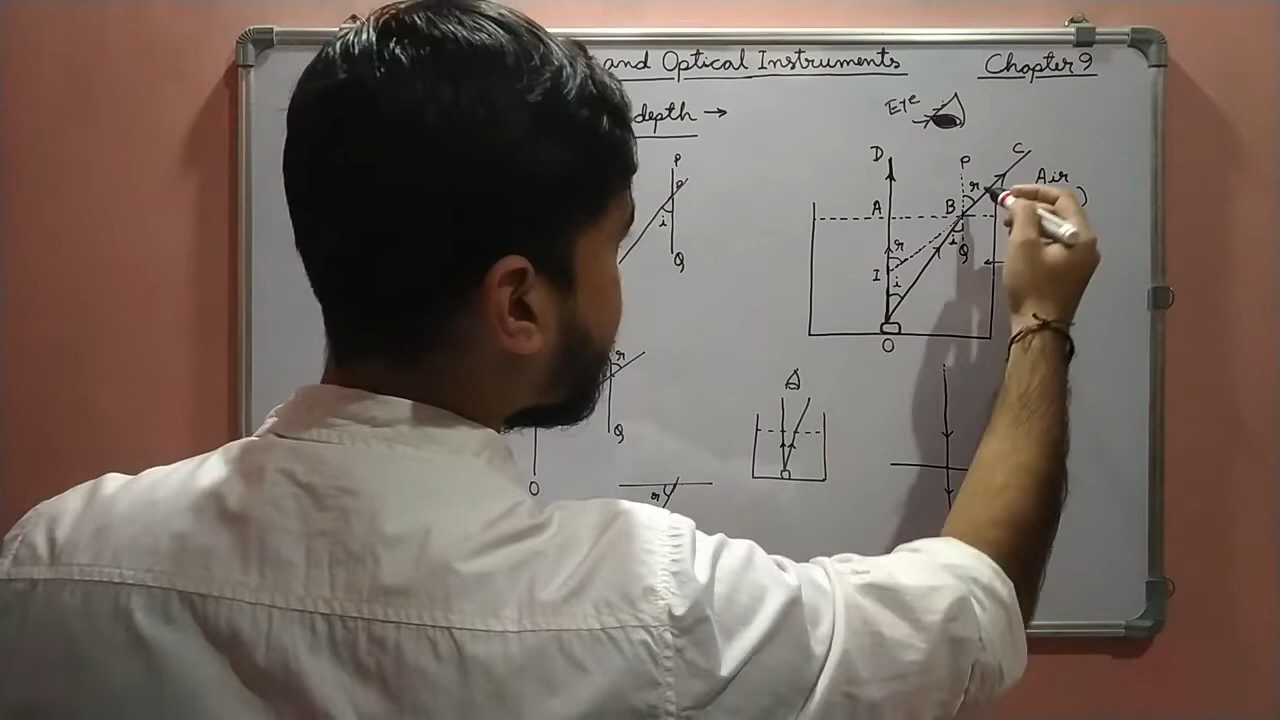 and Optical Instruments
Chapter 9
depth →
Eye
P
i
Q
D
P
C
r
Air
)
A
B
r
i
Q
I
i
O
r
Q
O
r